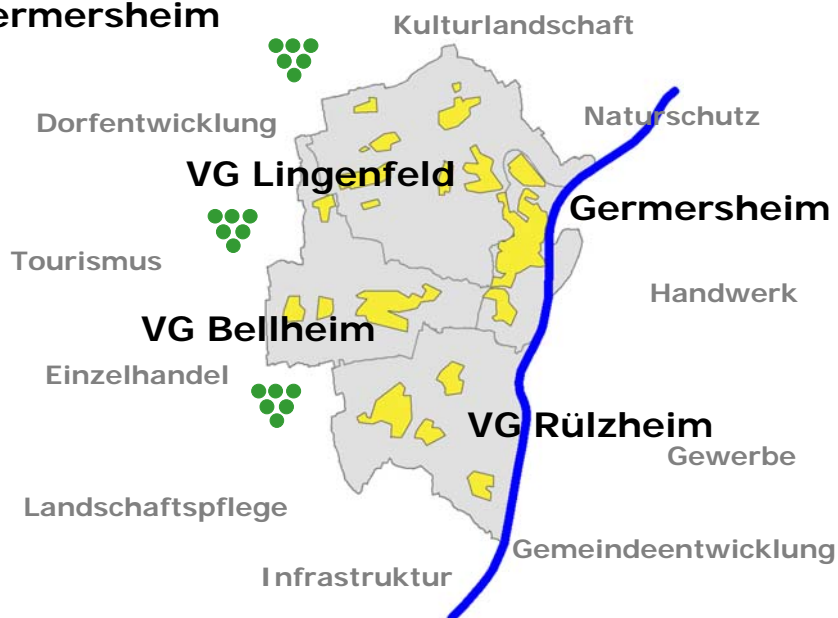 ermersheim
Kulturlandschaft
Naturschutz
Dorfentwicklung
VG Lingenfeld
Germersheim
Tourismus
Handwerk
VG Bellheim
Einzelhandel
VG Rülzheim
Gewerbe
Landschaftspflege
Gemeindeentwicklung
Infrastruktur